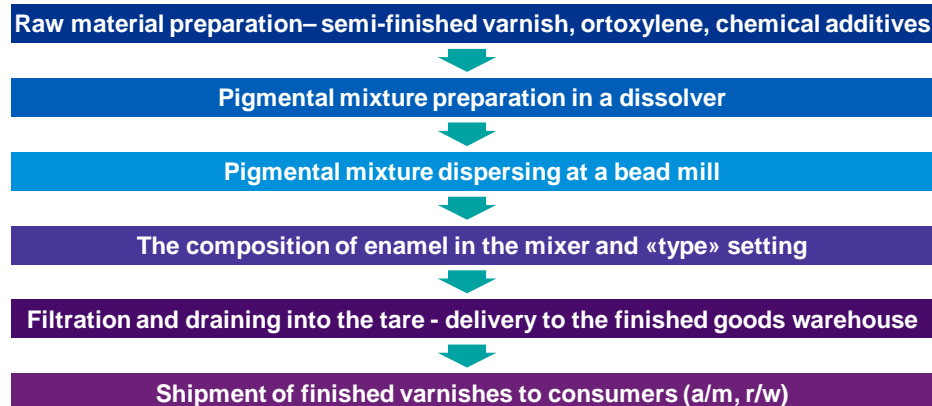 Raw material preparation– semi-finished varnish, ortoxylene, chemical additives
Pigmental mixture preparation in a dissolver
Pigmental mixture dispersing at a bead mill
The composition of enamel in the mixer and «type» setting
Filtration and draining into the tare - delivery to the finished goods warehouse
Shipment of finished varnishes to consumers (a/m, r/w)